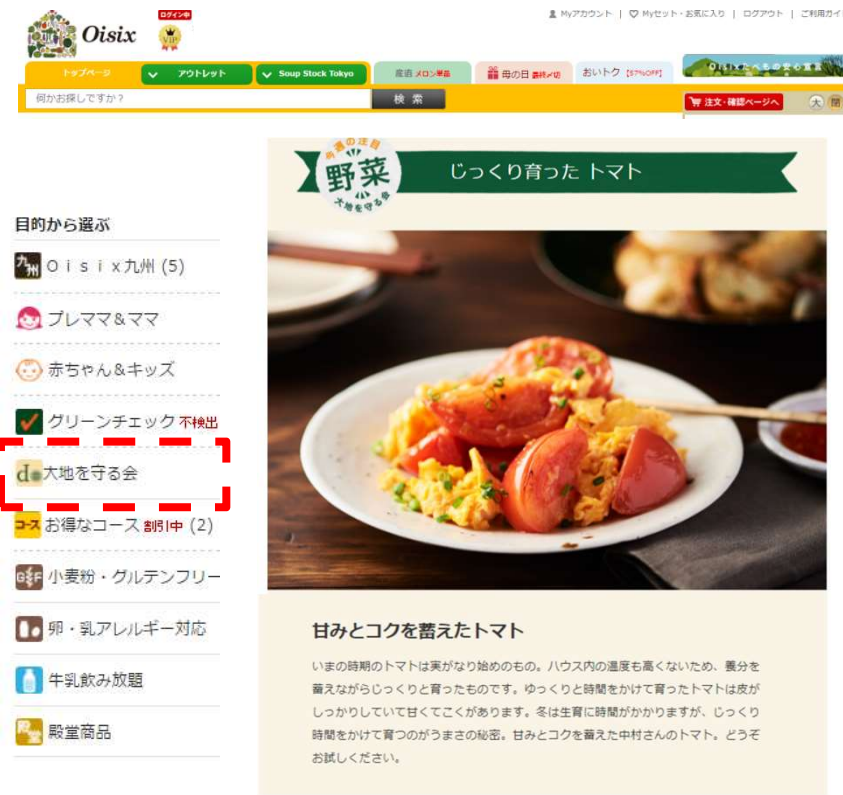 ログイン中
Myアカウント | Myセット・お気に入り | ログアウト | ご利用ガイ
Oisix
VIP
トップページ
アウトレット
Soup Stock Tokyo
産直 メロン単品
母の日 最終〆切
おいトク [57%OFF]
何かお探しですか？
検索
注文・確認ページへ
大
今週の注目
野菜
大地を守る会
じっくり育った トマト
目的から選ぶ
九州
Ｏｉｓｉｘ九州 (5)
プレママ＆ママ
赤ちゃん＆キッズ
グリーンチェック 不検出
d
大地を守る会
コース
お得なコース 割引中 (2)
小麦粉・グルテンフリー
卵・乳アレルギー対応
牛乳飲み放題
殿堂
殿堂商品
甘みとコクを蓄えたトマト
いまの時期のトマトは実がなり始めのもの。ハウス内の温度も高くないため、養分を
蓄えながらじっくりと育ったものです。ゆっくりと時間をかけて育ったトマトは皮が
しっかりしていて甘くてこくがあります。冬は生育に時間がかかりますが、じっくり
時間をかけて育つのがうまさの秘密。甘みとコクを蓄えた中村さんのトマト。どうぞ
お試しください。